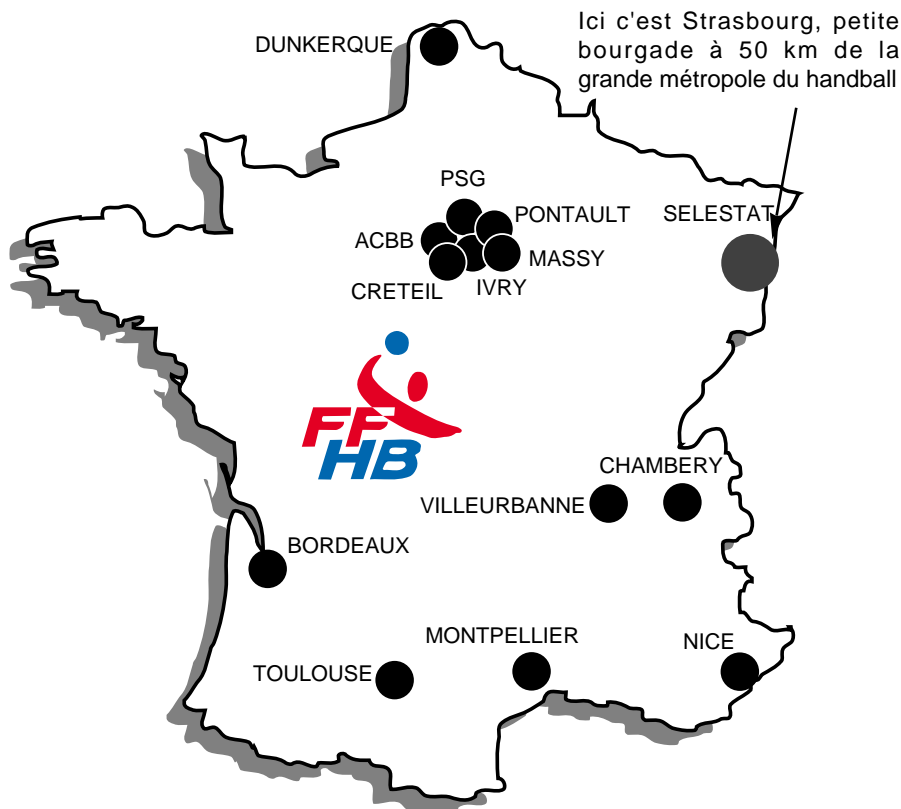 Ici c'est Strasbourg, petite
bourgade à 50 km de la
grande métropole du handball
DUNKERQUE
PSG
PONTAULT
SELESTAT
ACBB
MASSY
CRETEIL
IVRY
FF
HB
CHAMBERY
VILLEURBANNE
BORDEAUX
MONTPELLIER
NICE
TOULOUSE